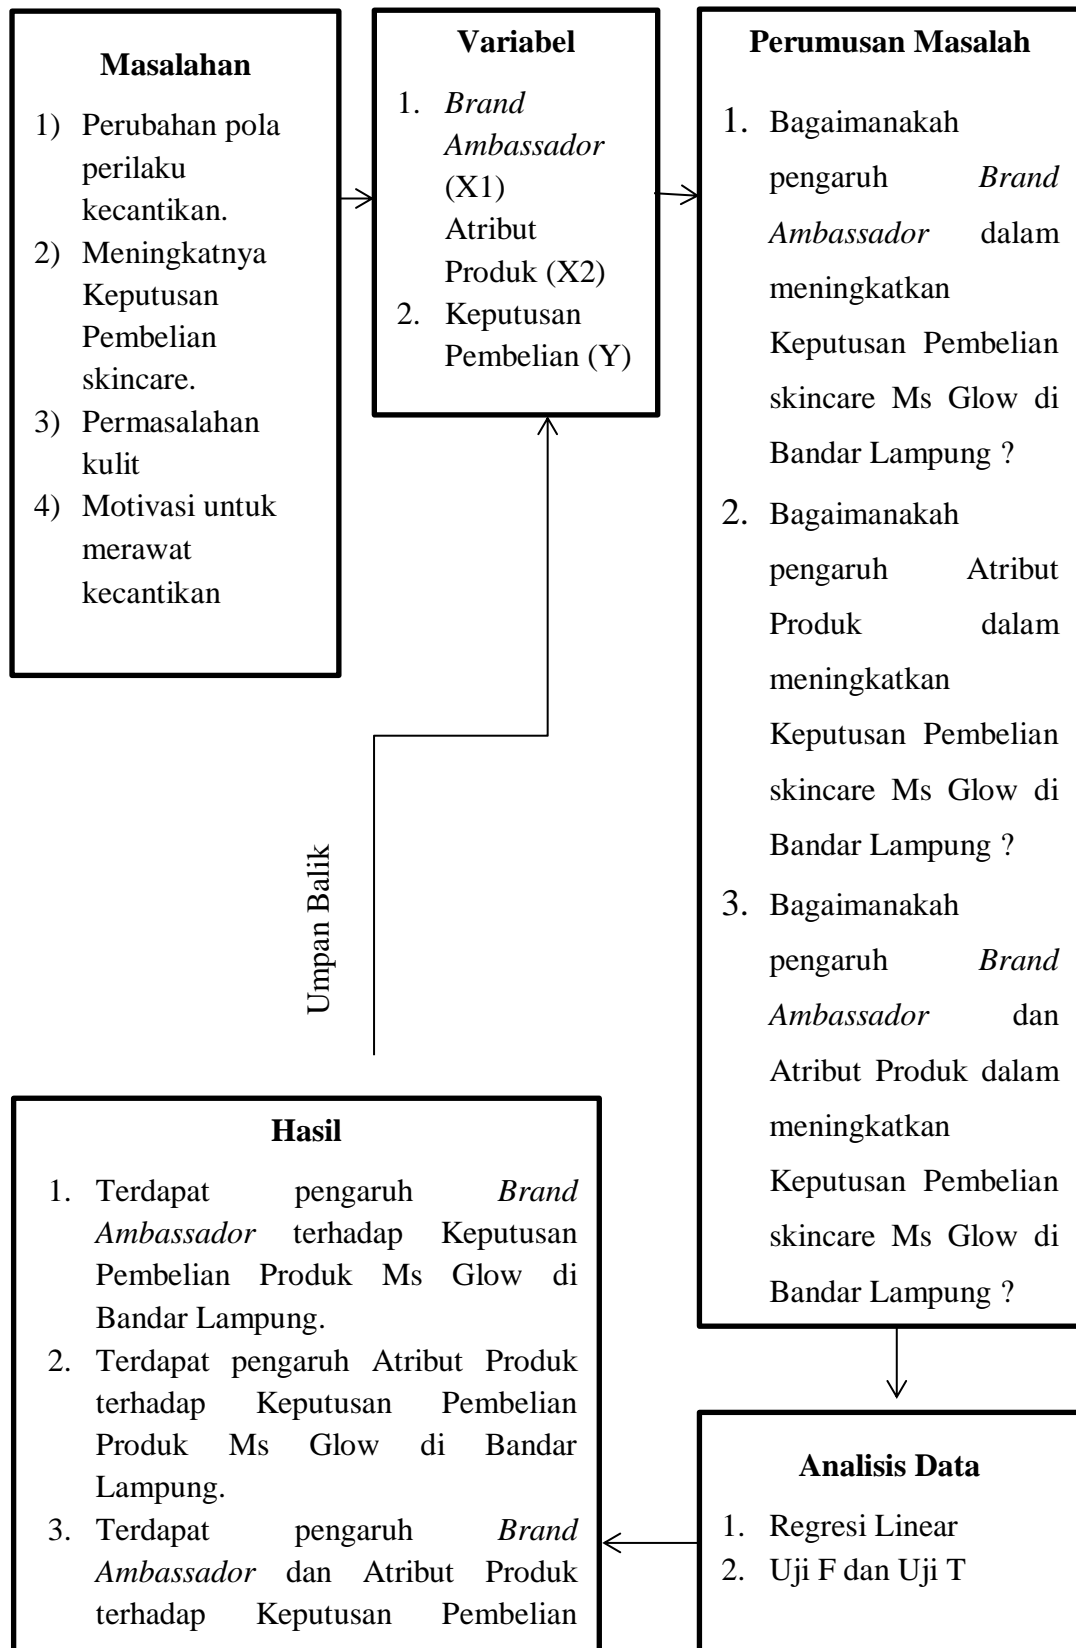 Masalahan
1) Perubahan pola
perilaku
kecantikan.
2) Meningkatnya
Keputusan
Pembelian
skincare.
3) Permasalahan
kulit
4) Motivasi untuk
merawat
kecantikan
Variabel
1. Brand
Ambassador
(X1)
Atribut
Produk (X2)
2. Keputusan
Pembelian (Y)
Perumusan Masalah
1. Bagaimanakah
pengaruh Brand
Ambassador dalam
meningkatkan
Keputusan Pembelian
skincare Ms Glow di
Bandar Lampung ?
2. Bagaimanakah
pengaruh Atribut
Produk dalam
meningkatkan
Keputusan Pembelian
skincare Ms Glow di
Bandar Lampung ?
3. Bagaimanakah
pengaruh Brand
Ambassador dan
Atribut Produk dalam
meningkatkan
Keputusan Pembelian
skincare Ms Glow di
Bandar Lampung ?
Analisis Data
1. Regresi Linear
2. Uji F dan Uji T
Hasil
1. Terdapat pengaruh Brand
Ambassador terhadap Keputusan
Pembelian Produk Ms Glow di
Bandar Lampung.
2. Terdapat pengaruh Atribut Produk
terhadap Keputusan Pembelian
Produk Ms Glow di Bandar
Lampung.
3. Terdapat pengaruh Brand
Ambassador dan Atribut Produk
terhadap Keputusan Pembelian
Umpan Balik